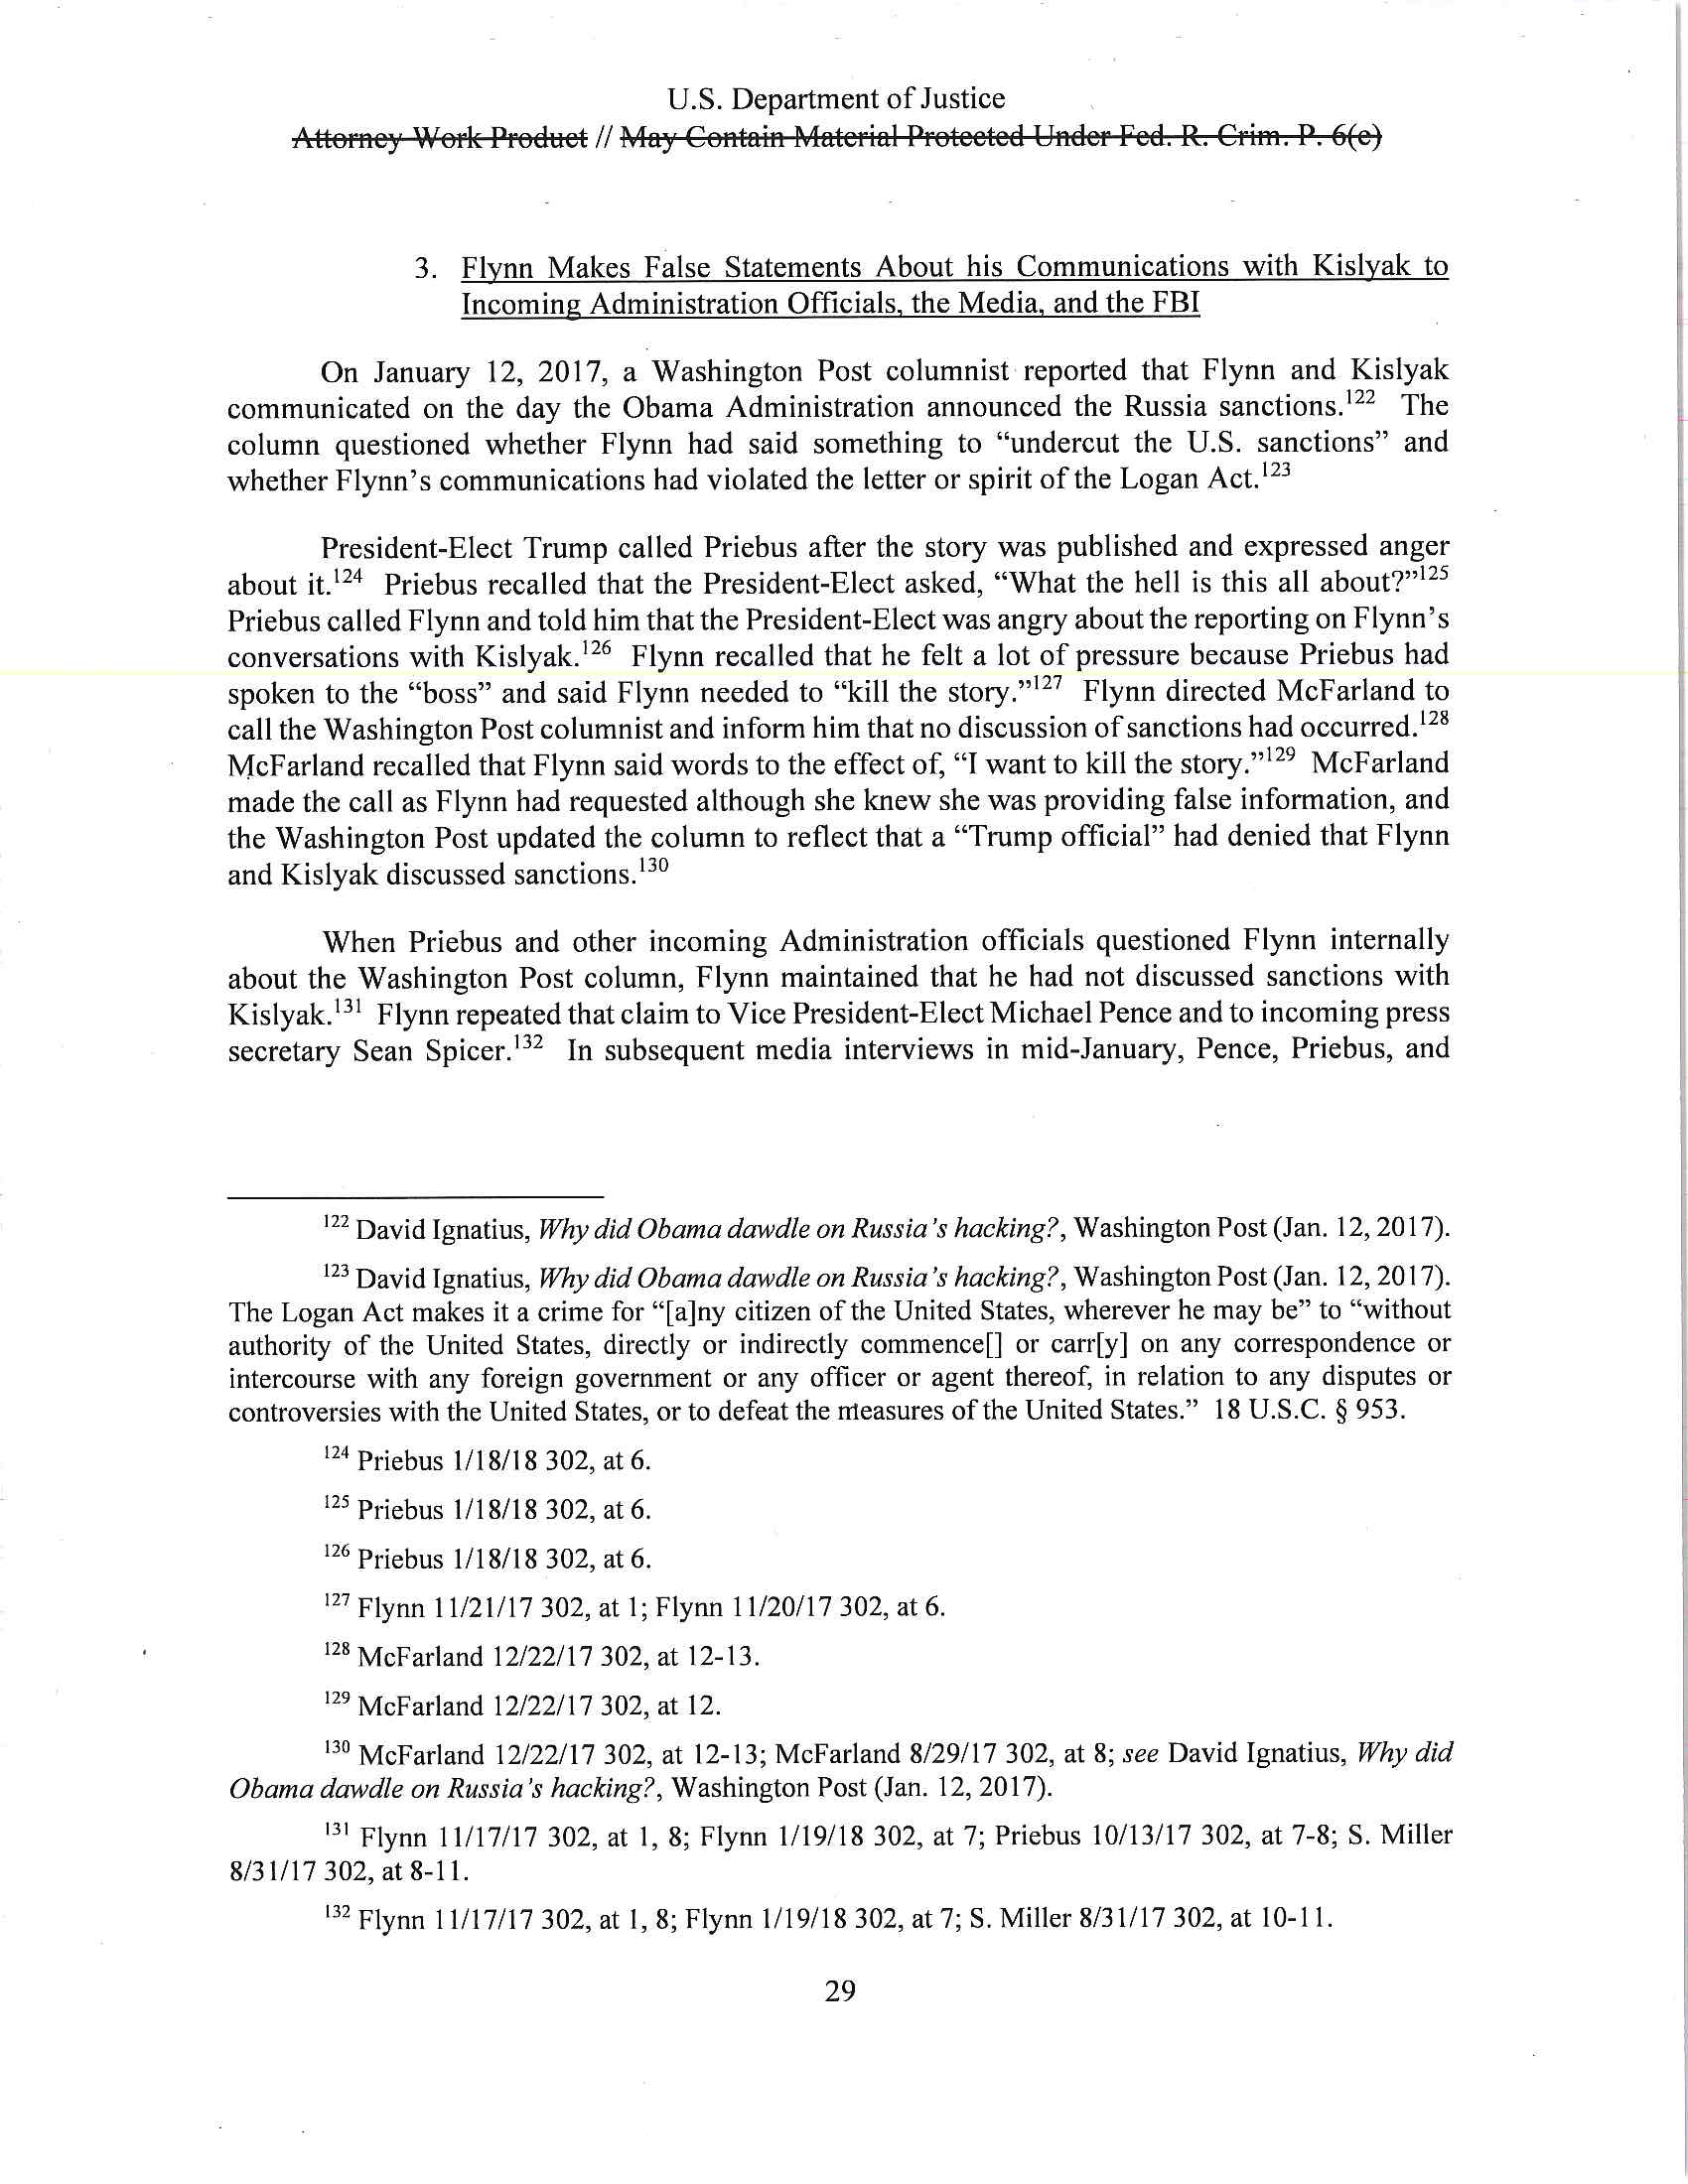 U.S. Department of Justice
Attorney Work Product // May Contain Material Protected Under Fed. R. Crim. P. 6(e)
3. Flynn Makes False Statements About his Communications with Kislyak to
Incoming Administration Officials, the Media, and the FBI
On January 12, 2017, a Washington Post columnist reported that Flynn and Kislyak
communicated on the day the Obama Administration announced the Russia sanctions.122 The
column questioned whether Flynn had said something to “undercut the U.S. sanctions” and
whether Flynn’s communications had violated the letter or spirit of the Logan Act.123
President-Elect Trump called Priebus after the story was published and expressed anger
about it.124 Priebus recalled that the President-Elect asked, “What the hell is this all about?”125
Priebus called Flynn and told him that the President-Elect was angry about the reporting on Flynn’s
conversations with Kislyak.126 Flynn recalled that he felt a lot of pressure because Priebus had
spoken to the “boss” and said Flynn needed to “kill the story.”127 Flynn directed McFarland to
call the Washington Post columnist and inform him that no discussion of sanctions had occurred.128
McFarland recalled that Flynn said words to the effect of, “I want to kill the story.”129 McFarland
made the call as Flynn had requested although she knew she was providing false information, and
the Washington Post updated the column to reflect that a “Trump official” had denied that Flynn
and Kislyak discussed sanctions.130
When Priebus and other incoming Administration officials questioned Flynn internally
about the Washington Post column, Flynn maintained that he had not discussed sanctions with
Kislyak.131 Flynn repeated that claim to Vice President-Elect Michael Pence and to incoming press
secretary Sean Spicer.132 In subsequent media interviews in mid-January, Pence, Priebus, and
122 David Ignatius, Why did Obama dawdle on Russia’s hacking?, Washington Post (Jan. 12, 2017).
123 David Ignatius, Why did Obama dawdle on Russia’s hacking?, Washington Post (Jan. 12, 2017).
The Logan Act makes it a crime for “[a]ny citizen of the United States, wherever he may be” to “without
authority of the United States, directly or indirectly commence[] or carr[y] on any correspondence or
intercourse with any foreign government or any officer or agent thereof, in relation to any disputes or
controversies with the United States, or to defeat the measures of the United States.” 18 U.S.C. § 953.
124 Priebus 1/18/18 302, at 6.
125 Priebus 1/18/18 302, at 6.
126 Priebus 1/18/18 302, at 6.
127 Flynn 11/21/17 302, at 1; Flynn 11/20/17 302, at 6.
128 McFarland 12/22/17 302, at 12-13.
129 McFarland 12/22/17 302, at 12.
130 McFarland 12/22/17 302, at 12-13; McFarland 8/29/17 302, at 8; see David Ignatius, Why did
Obama dawdle on Russia’s hacking?, Washington Post (Jan. 12, 2017).
131 Flynn 11/17/17 302, at 1, 8; Flynn 1/19/18 302, at 7; Priebus 10/13/17 302, at 7-8; S. Miller
8/31/17 302, at 8-11.
132 Flynn 11/17/17 302, at 1, 8; Flynn 1/19/18 302, at 7; S. Miller 8/31/17 302, at 10-11.
29